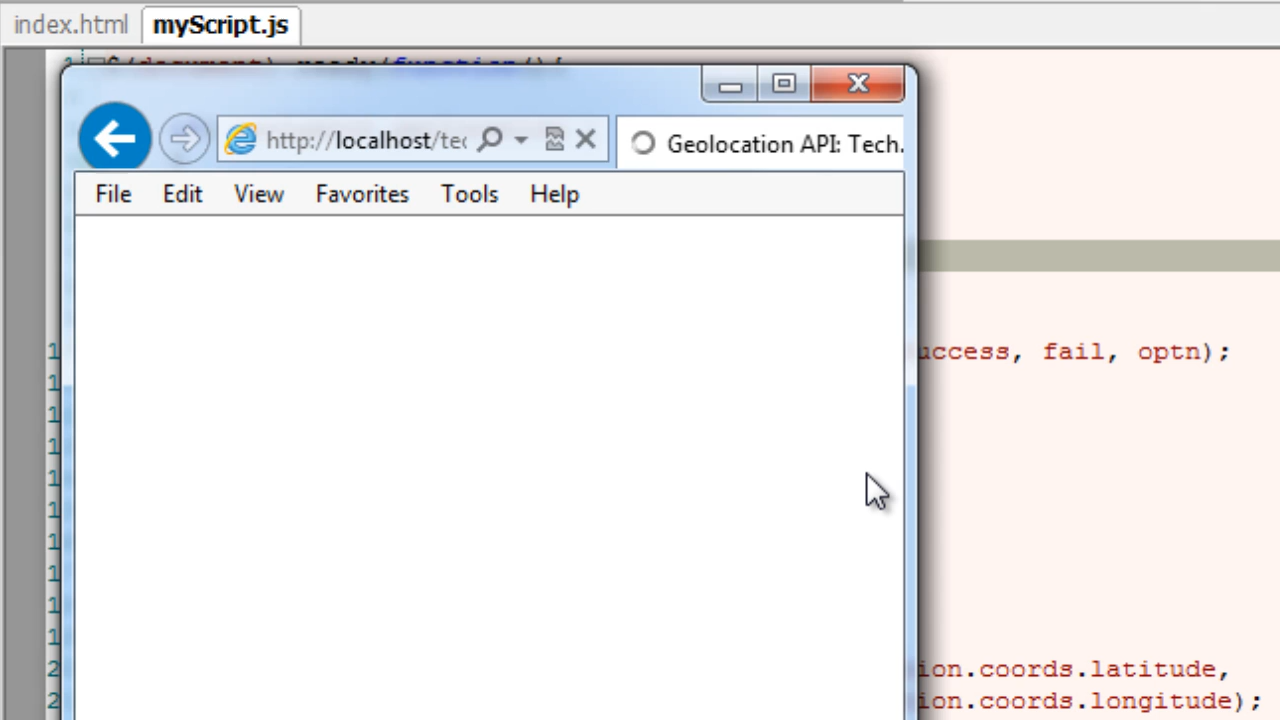 index.html myScript.js
http://localhost/tec
Geolocation API: Tech.
File Edit View Favorites Tools Help
uccess, fail, optn);
ion.coords.latitude,
ion.coords.longitude);